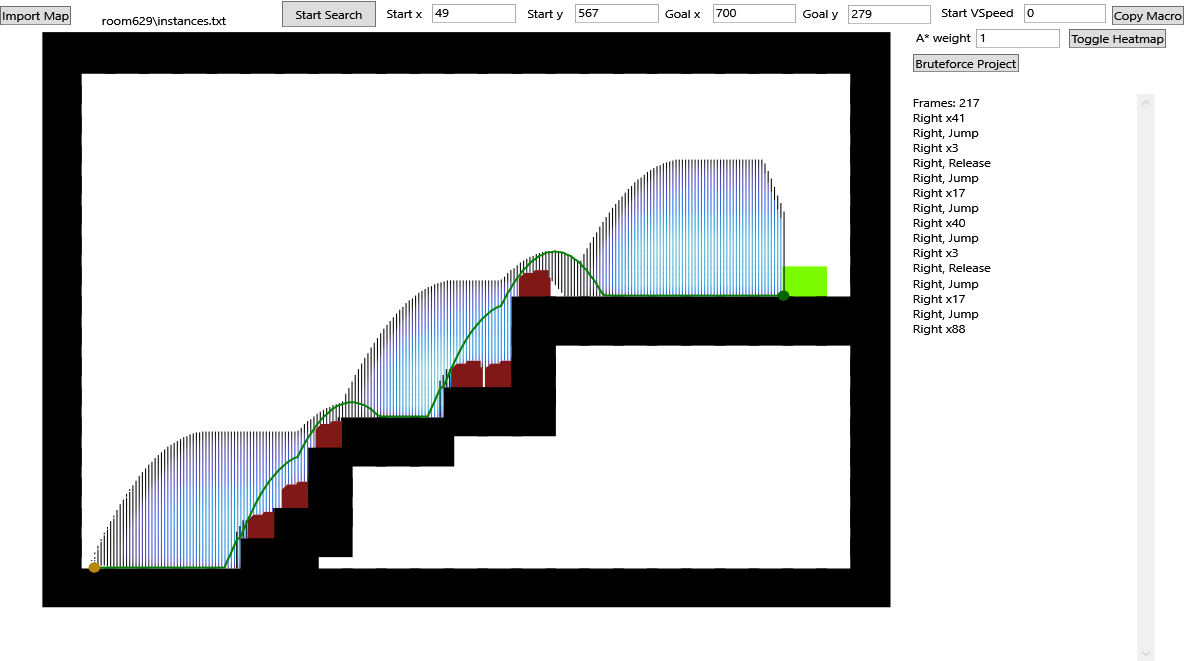 Import Map
room629\instances.txt
Start Search
Start x 49
Start y 567
Goal x 700
Goal y 279
Start VSpeed 0
Copy Macro
A* weight 1
Toggle Heatmap
Bruteforce Project
Frames: 217
Right x41
Right, Jump
Right x3
Right, Release
Right, Jump
Right x17
Right, Jump
Right x40
Right, Jump
Right x3
Right, Release
Right, Jump
Right x17
Right, Jump
Right x88